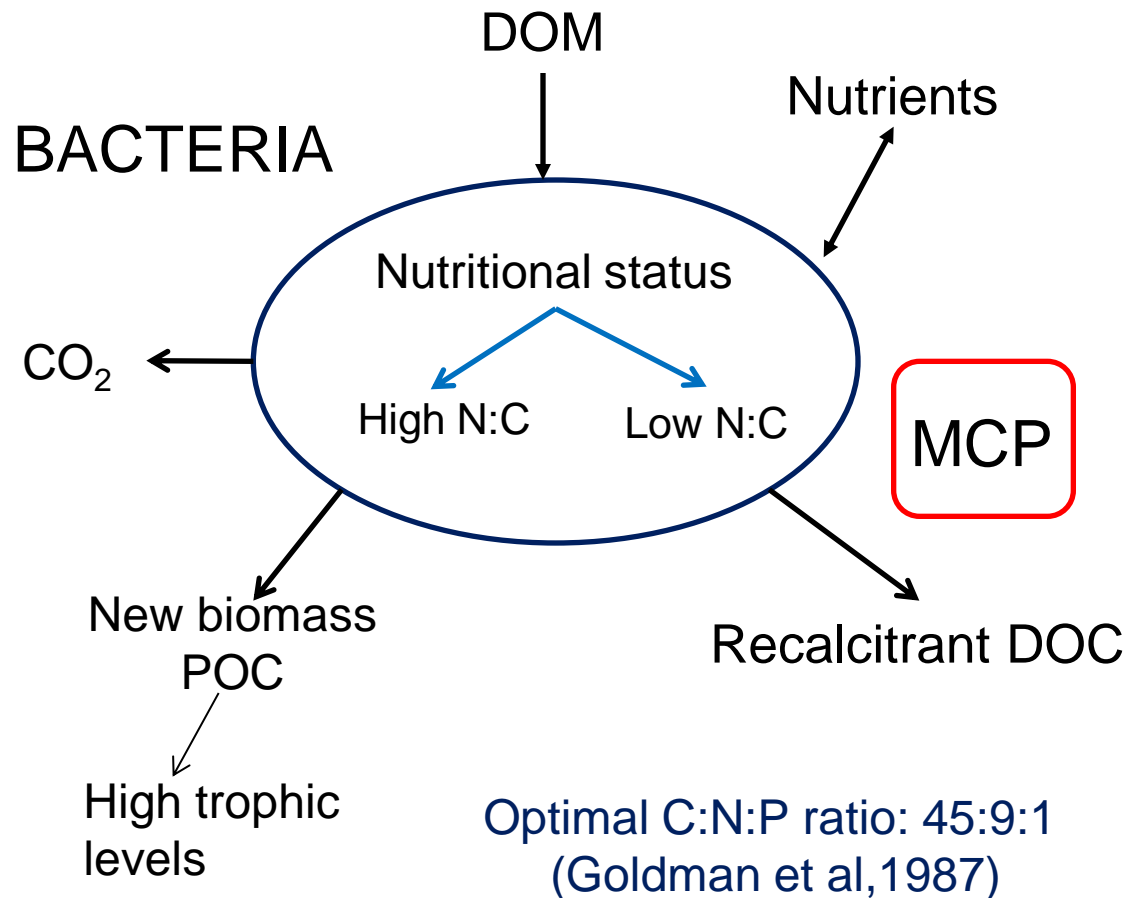 DOM
Nutrients
BACTERIA
Nutritional status
CO₂
High N:C
Low N:C
MCP
New biomass
POC
Recalcitrant DOC
High trophic
levels
Optimal C:N:P ratio: 45:9:1
(Goldman et al,1987)